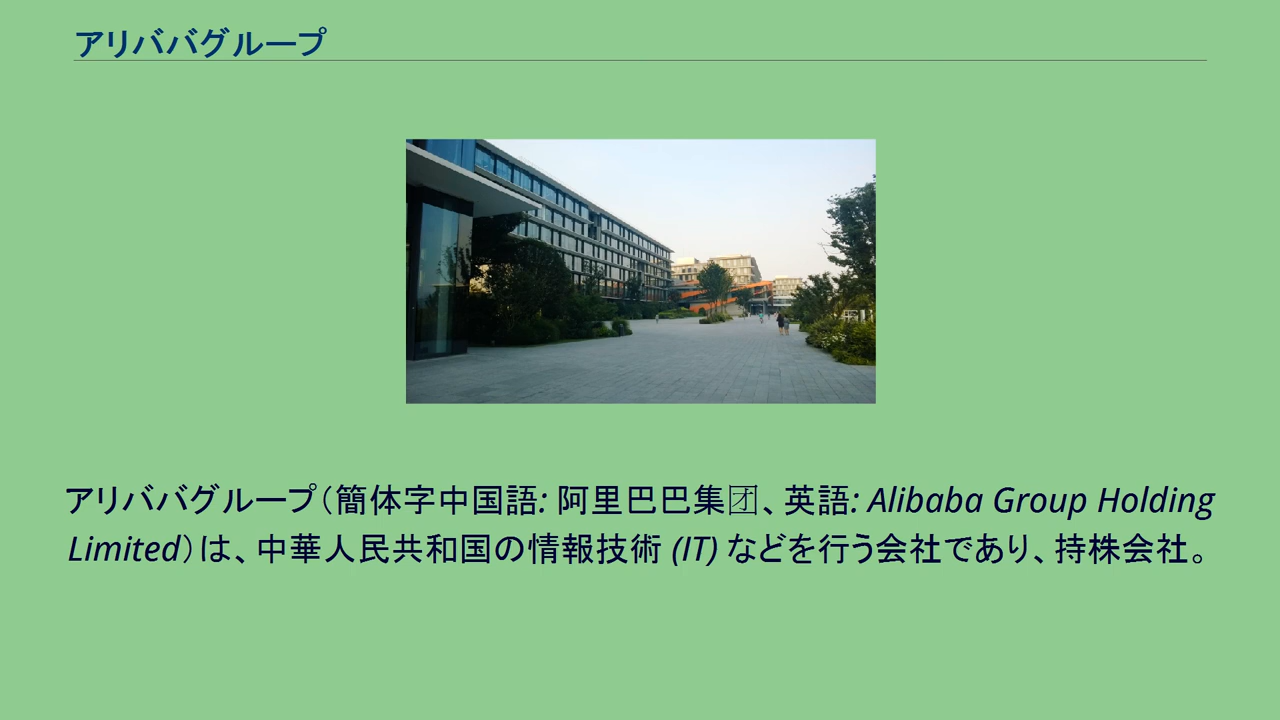 アリババグループ
アリババグループ（簡体字中国語: 阿里巴巴集团、英語: Alibaba Group Holding
Limited）は、中華人民共和国の情報技術 (IT) などを行う会社であり、持株会社。